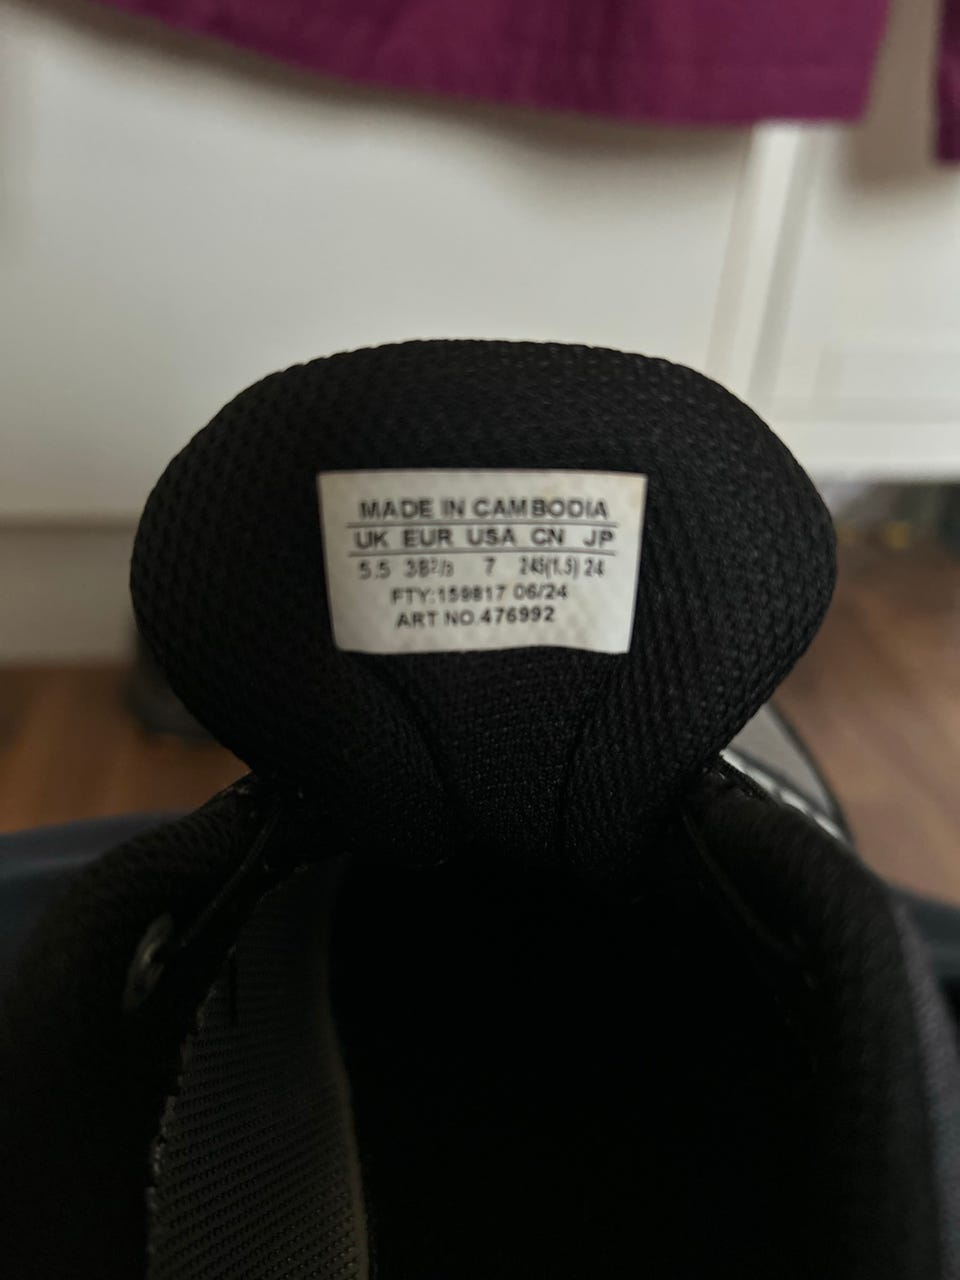 MADE IN CAMBODIA
UK EUR USA CN JP
5.5 38²/₃ 7 245(1.5) 24
FTY:159817 06/24
ART NO.476992